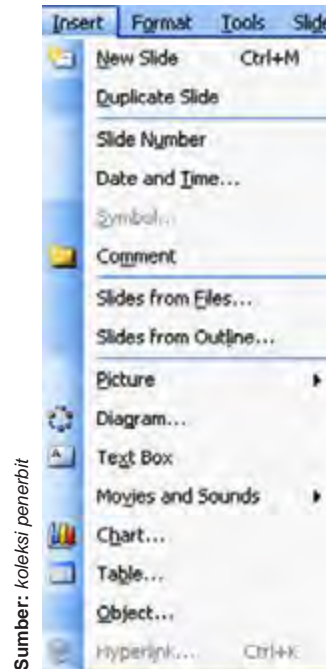 Insert Format Tools Slide
New Slide Ctrl+M
Duplicate Slide
Slide Number
Date and Time...
Symbol...
Comment
Slides from Files...
Slides from Outline...
Picture
Diagram...
Text Box
Movies and Sounds
Chart...
Table...
Object...
Hyperlink... Ctrl+K
Sumber: koleksi penerbit